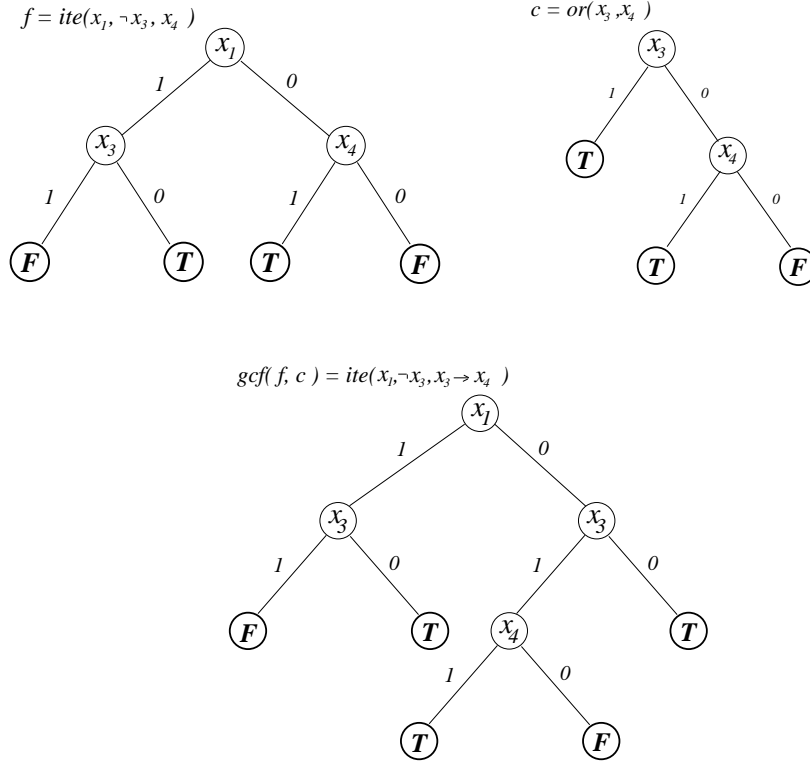 f = ite(x₁, ¬x₃, x₄ )
x₁
1 0
x₃ x₄
1 0 1 0
F T T F
c = or(x₃,x₄ )
x₃
1 0
T x₄
1 0
T F
gcf( f, c ) = ite(x₁,¬x₃, x₃→x₄ )
x₁
1 0
x₃ x₃
1 0 1 0
F T x₄ T
1 0
T F